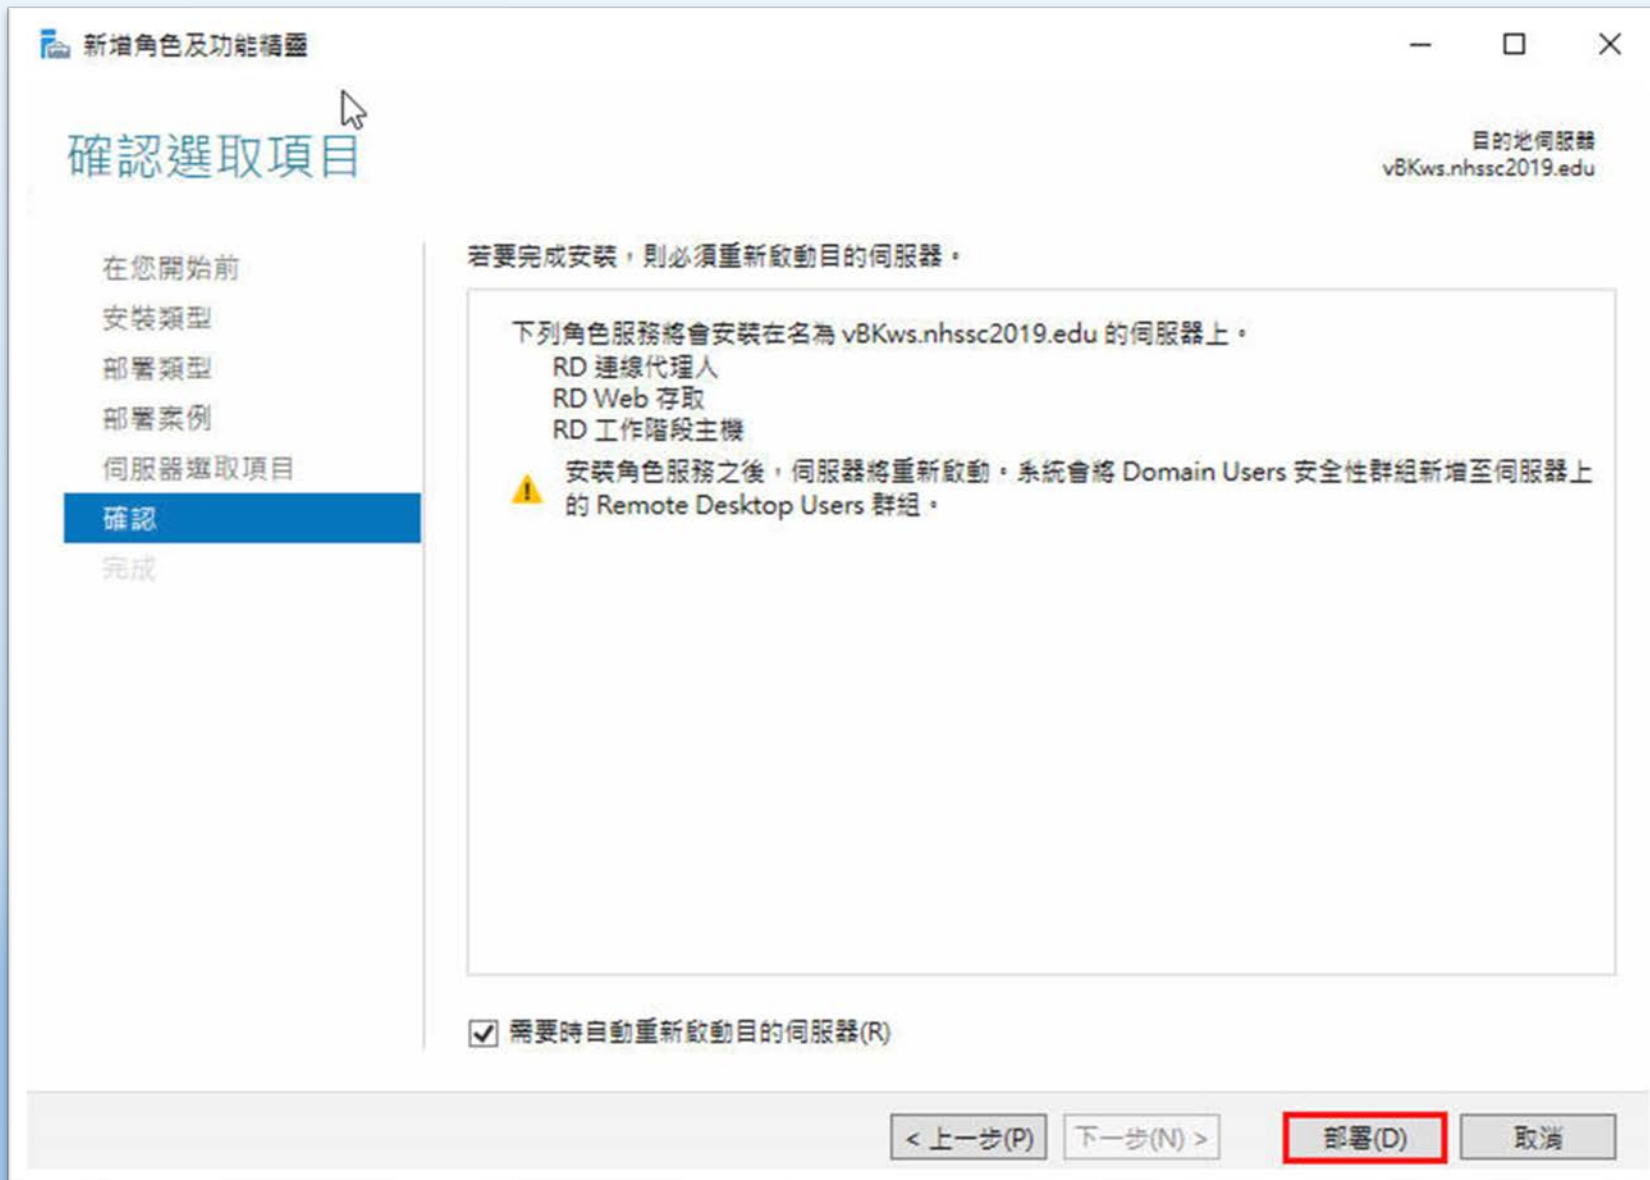 新增角色及功能精靈
確認選取項目
目的地伺服器
vBKws.nhssc2019.edu
在您開始前
安裝類型
部署類型
部署案例
伺服器選取項目
確認
完成
若要完成安裝，則必須重新啟動目的伺服器。
下列角色服務將會安裝在名為 vBKws.nhssc2019.edu 的伺服器上。
RD 連線代理人
RD Web 存取
RD 工作階段主機
安裝角色服務之後，伺服器將重新啟動。系統會將 Domain Users 安全性群組新增至伺服器上
的 Remote Desktop Users 群組。
需要時自動重新啟動目的伺服器(R)
< 上一步(P)
下一步(N) >
部署(D)
取消